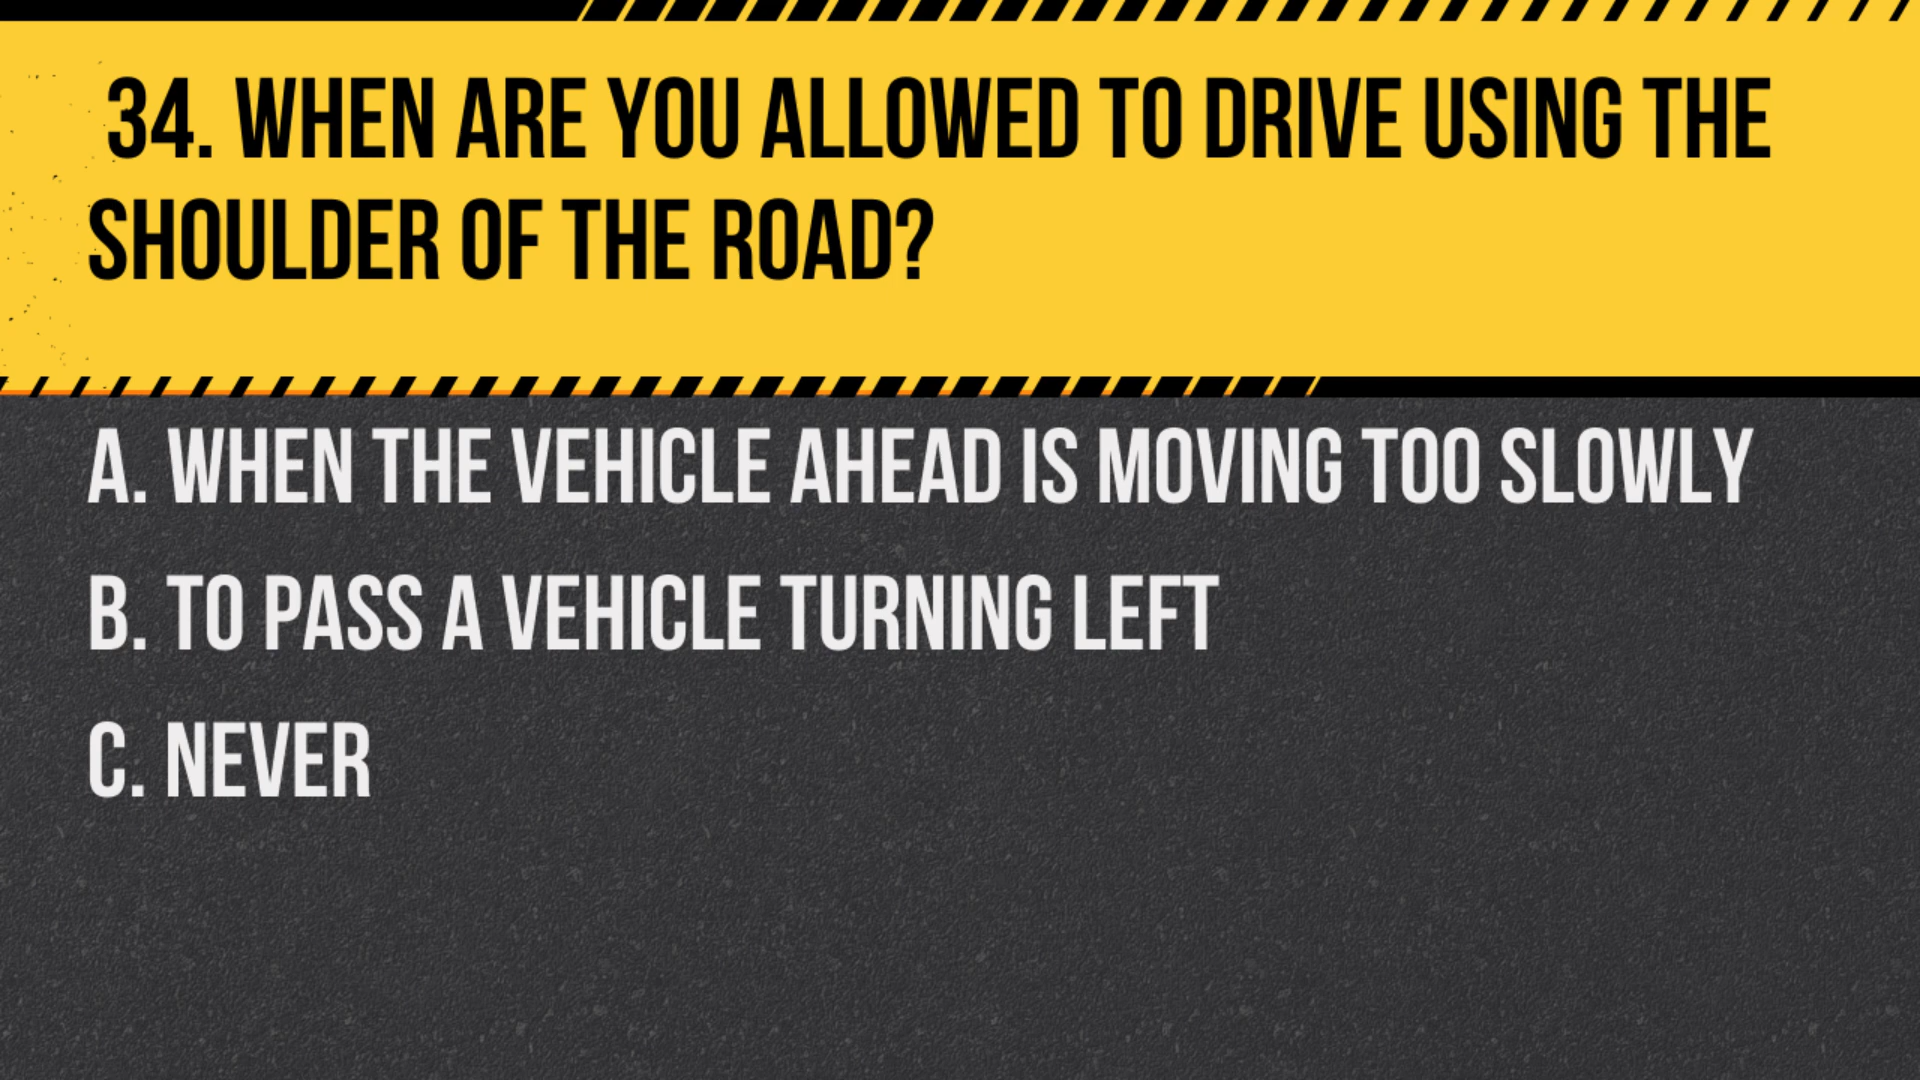 34. WHEN ARE YOU ALLOWED TO DRIVE USING THE
SHOULDER OF THE ROAD?
A. WHEN THE VEHICLE AHEAD IS MOVING TOO SLOWLY
B. TO PASS A VEHICLE TURNING LEFT
C. NEVER